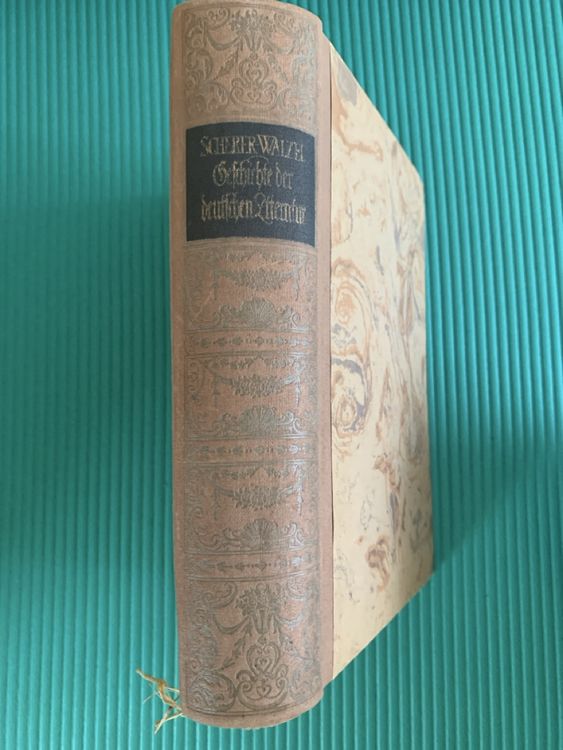 SCHERER-WALZEL
Geschichte der
deutschen Literatur